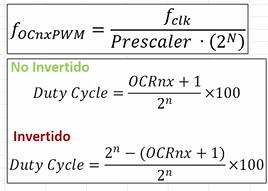 f_OCnxPWM = f_clk / (Prescaler · (2^N))
No Invertido
Duty Cycle = (OCRnx + 1) / 2^n ×100
Invertido
Duty Cycle = (2^n − (OCRnx + 1)) / 2^n ×100